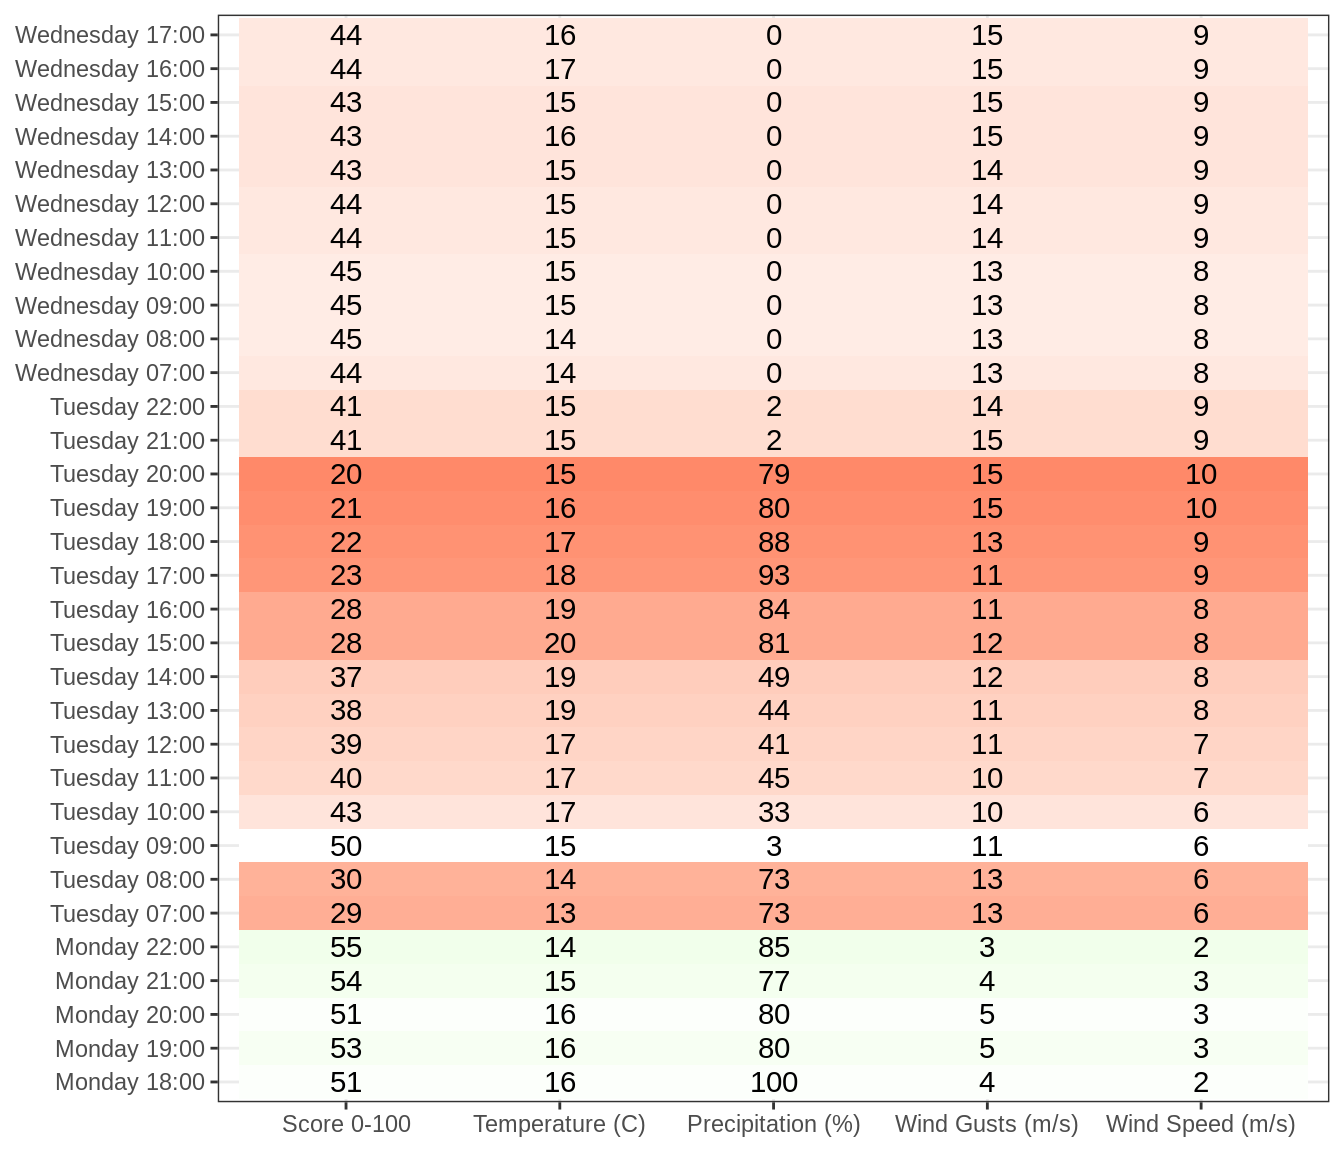 Wednesday 17:00 44 16 0 15 9
Wednesday 16:00 44 17 0 15 9
Wednesday 15:00 43 15 0 15 9
Wednesday 14:00 43 16 0 15 9
Wednesday 13:00 43 15 0 14 9
Wednesday 12:00 44 15 0 14 9
Wednesday 11:00 44 15 0 14 9
Wednesday 10:00 45 15 0 13 8
Wednesday 09:00 45 15 0 13 8
Wednesday 08:00 45 14 0 13 8
Wednesday 07:00 44 14 0 13 8
Tuesday 22:00 41 15 2 14 9
Tuesday 21:00 41 15 2 15 9
Tuesday 20:00 20 15 79 15 10
Tuesday 19:00 21 16 80 15 10
Tuesday 18:00 22 17 88 13 9
Tuesday 17:00 23 18 93 11 9
Tuesday 16:00 28 19 84 11 8
Tuesday 15:00 28 20 81 12 8
Tuesday 14:00 37 19 49 12 8
Tuesday 13:00 38 19 44 11 8
Tuesday 12:00 39 17 41 11 7
Tuesday 11:00 40 17 45 10 7
Tuesday 10:00 43 17 33 10 6
Tuesday 09:00 50 15 3 11 6
Tuesday 08:00 30 14 73 13 6
Tuesday 07:00 29 13 73 13 6
Monday 22:00 55 14 85 3 2
Monday 21:00 54 15 77 4 3
Monday 20:00 51 16 80 5 3
Monday 19:00 53 16 80 5 3
Monday 18:00 51 16 100 4 2
Score 0-100 Temperature (C) Precipitation (%) Wind Gusts (m/s) Wind Speed (m/s)